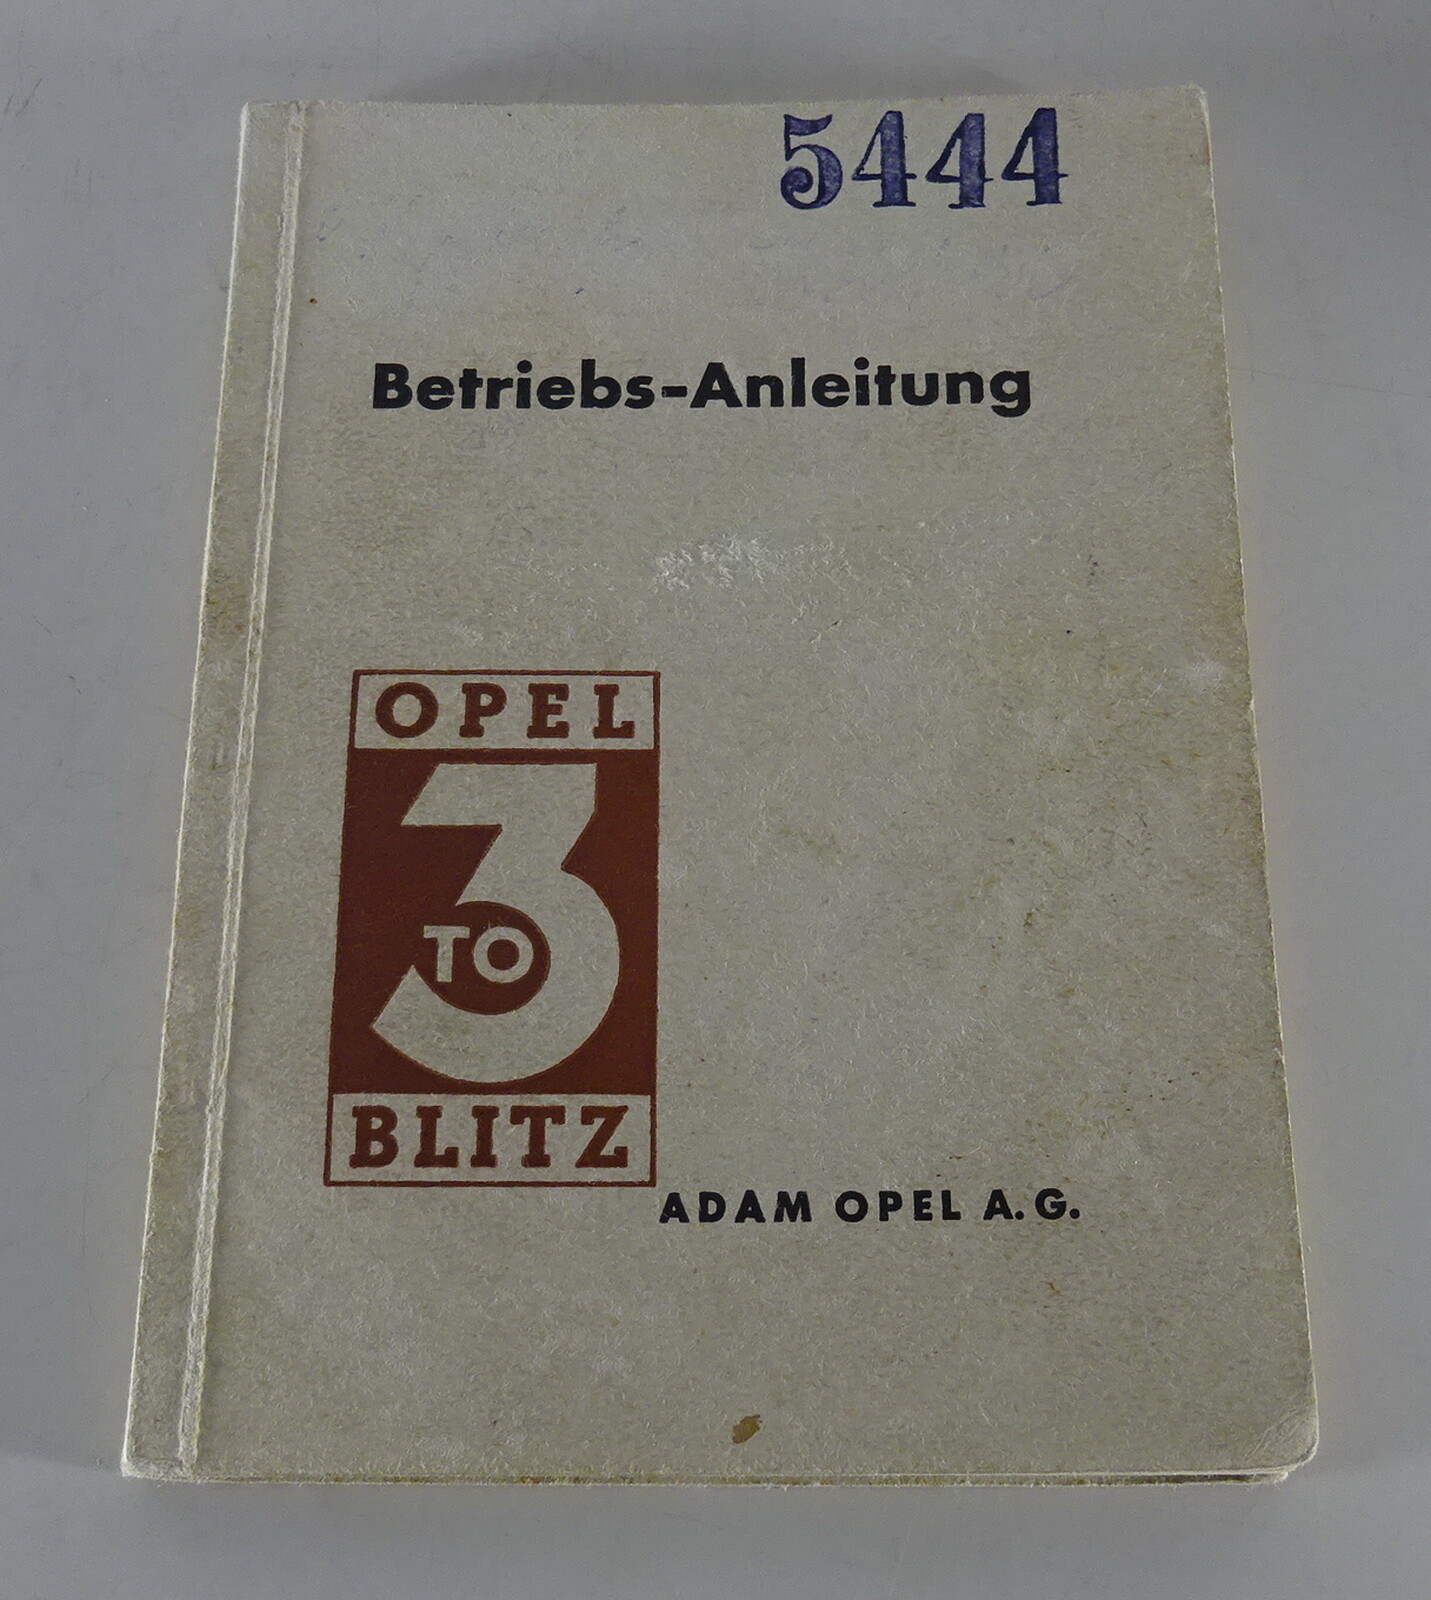 5444
Betriebs-Anleitung
OPEL
3
TO
BLITZ
ADAM OPEL A.G.